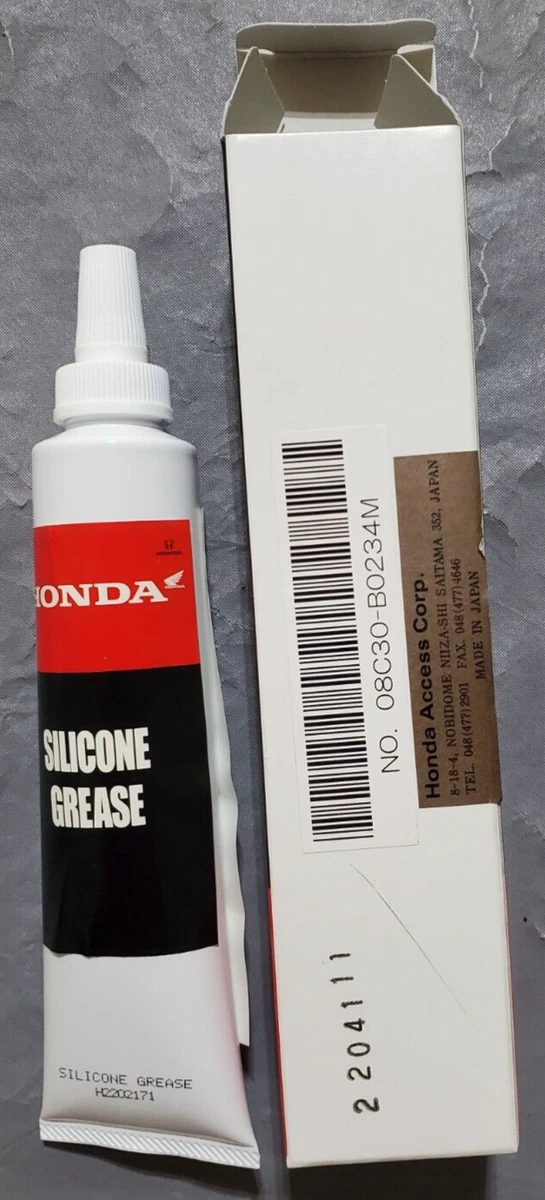 HONDA
SILICONE
GREASE
SILICONE GREASE
H2202171
NO. 08C30-B0234M
Honda Access Corp.
8-18-4, NOBIDOME NIIZA-SHI SAITAMA 352, JAPAN
TEL. 048(477)2901 FAX. 048(477)4646
MADE IN JAPAN
2204111